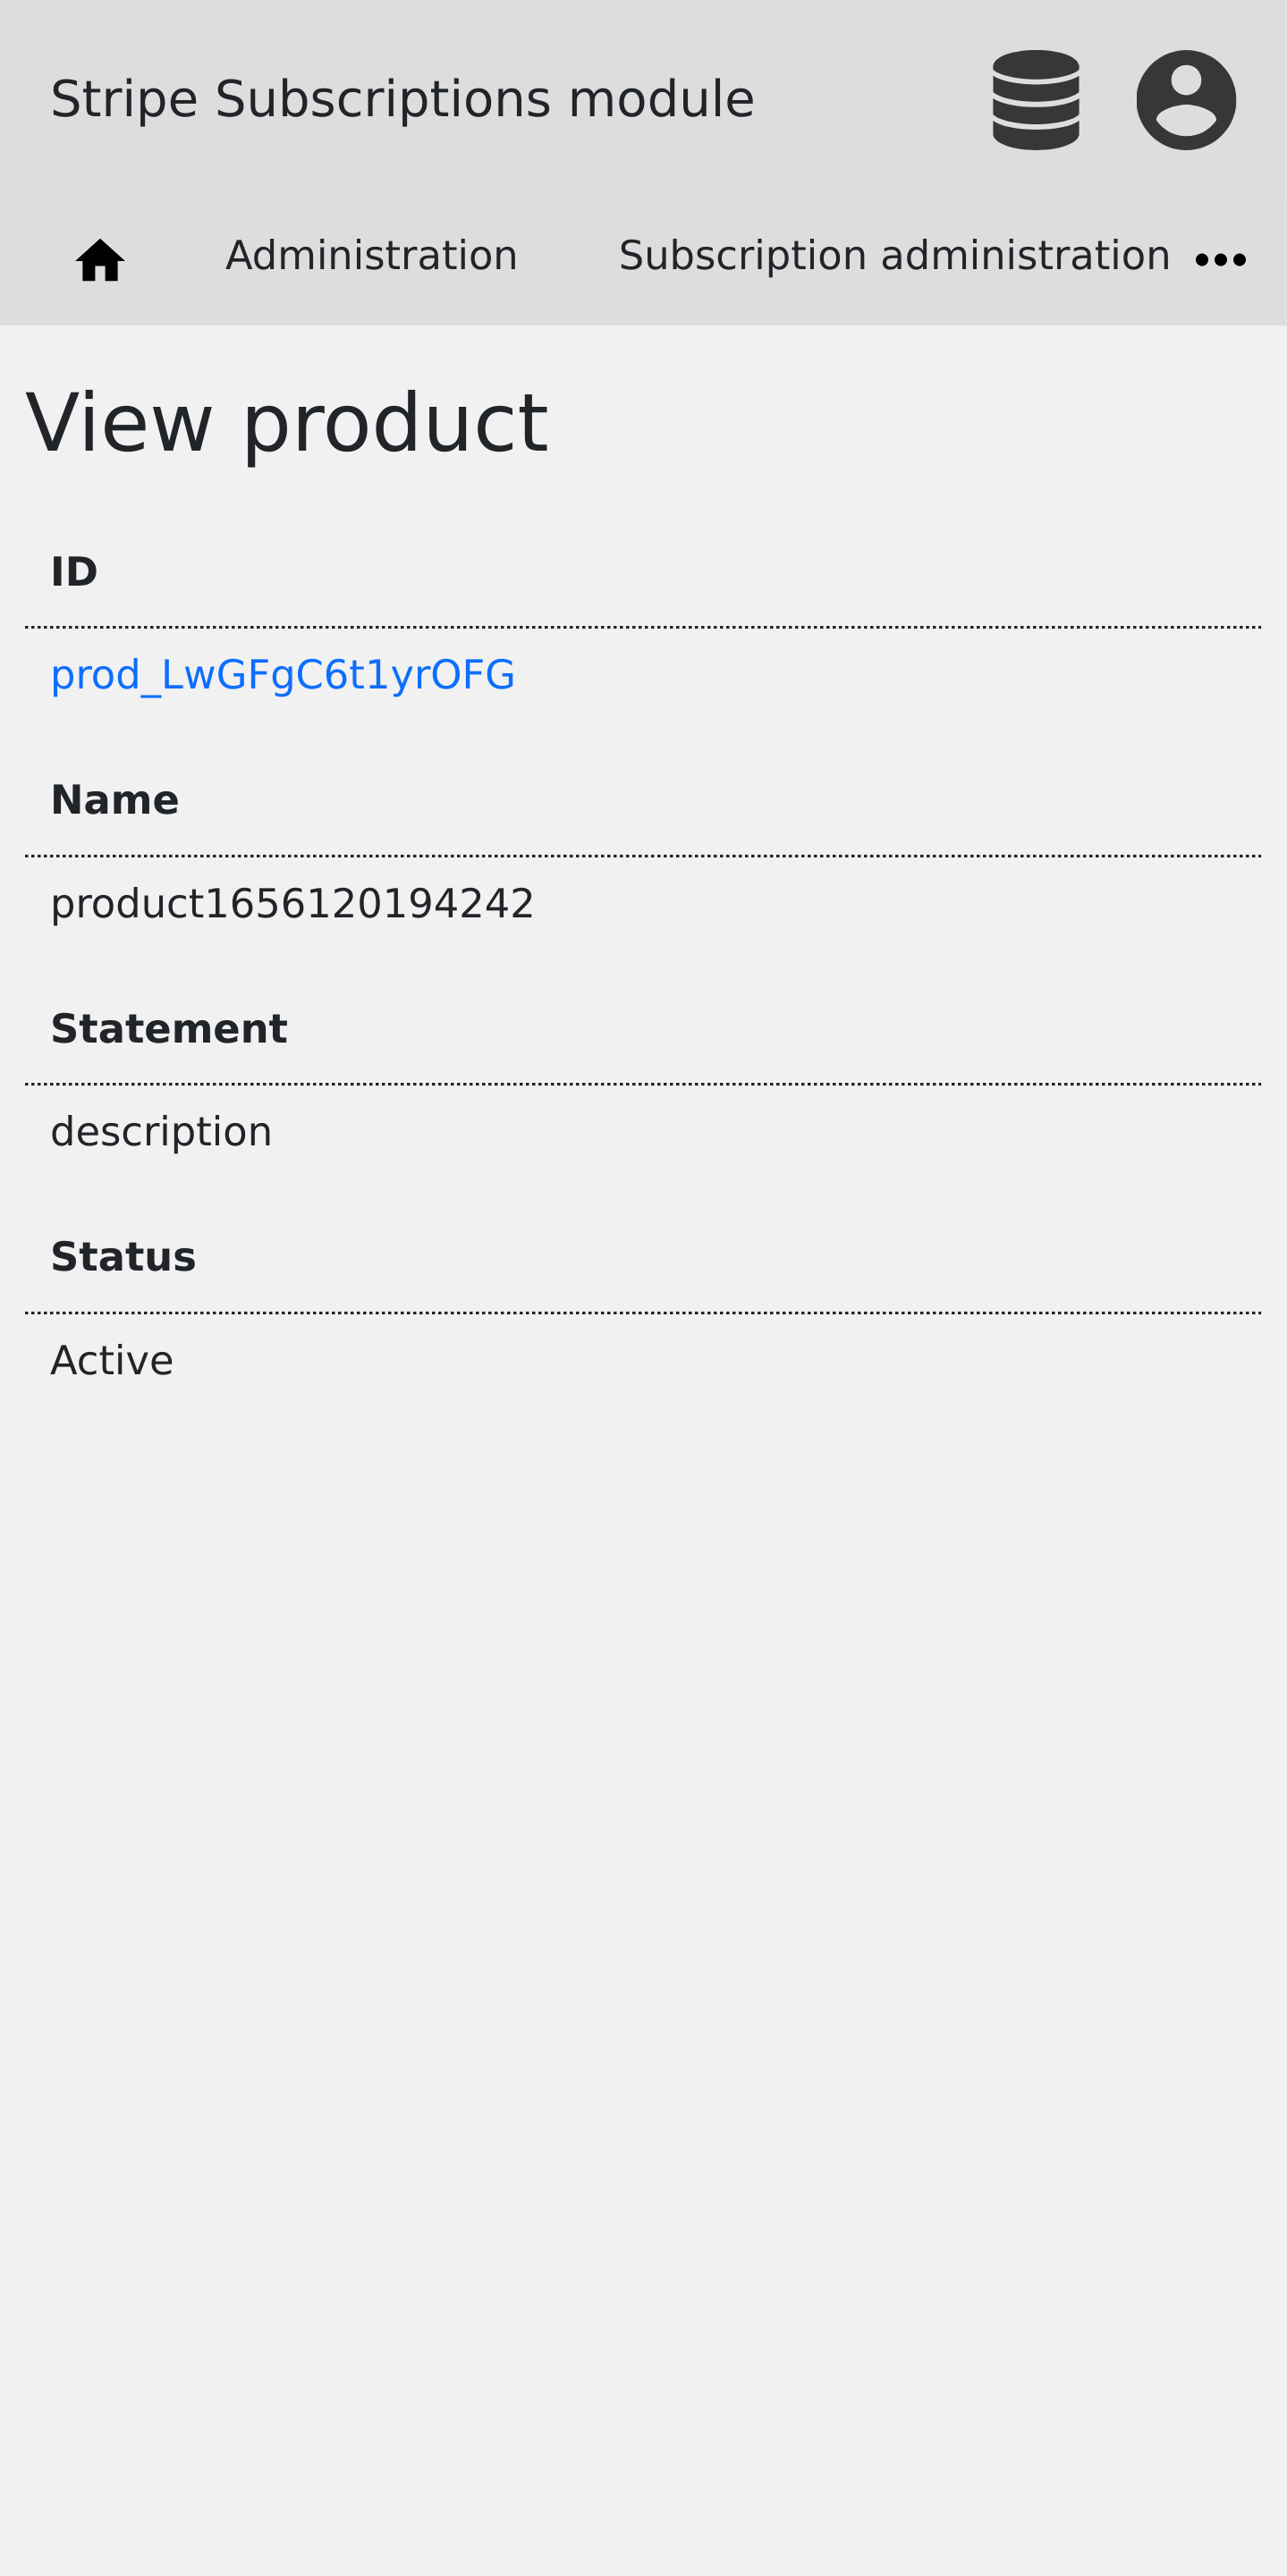 Stripe Subscriptions module
Administration Subscription administration
View product
ID
prod_LwGFgC6t1yrOFG
Name
product1656120194242
Statement
description
Status
Active